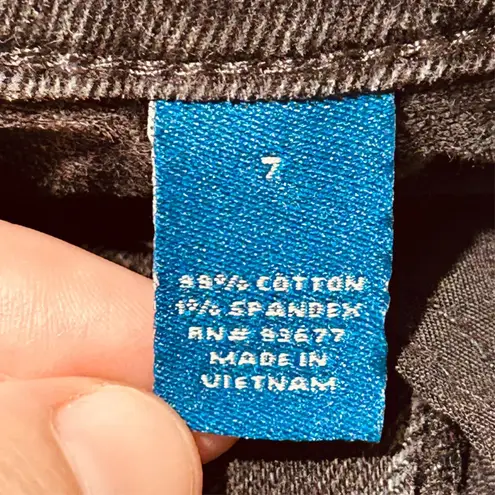 7
99% COTTON
1% SPANDEX
RN# 93677
MADE IN
VIETNAM